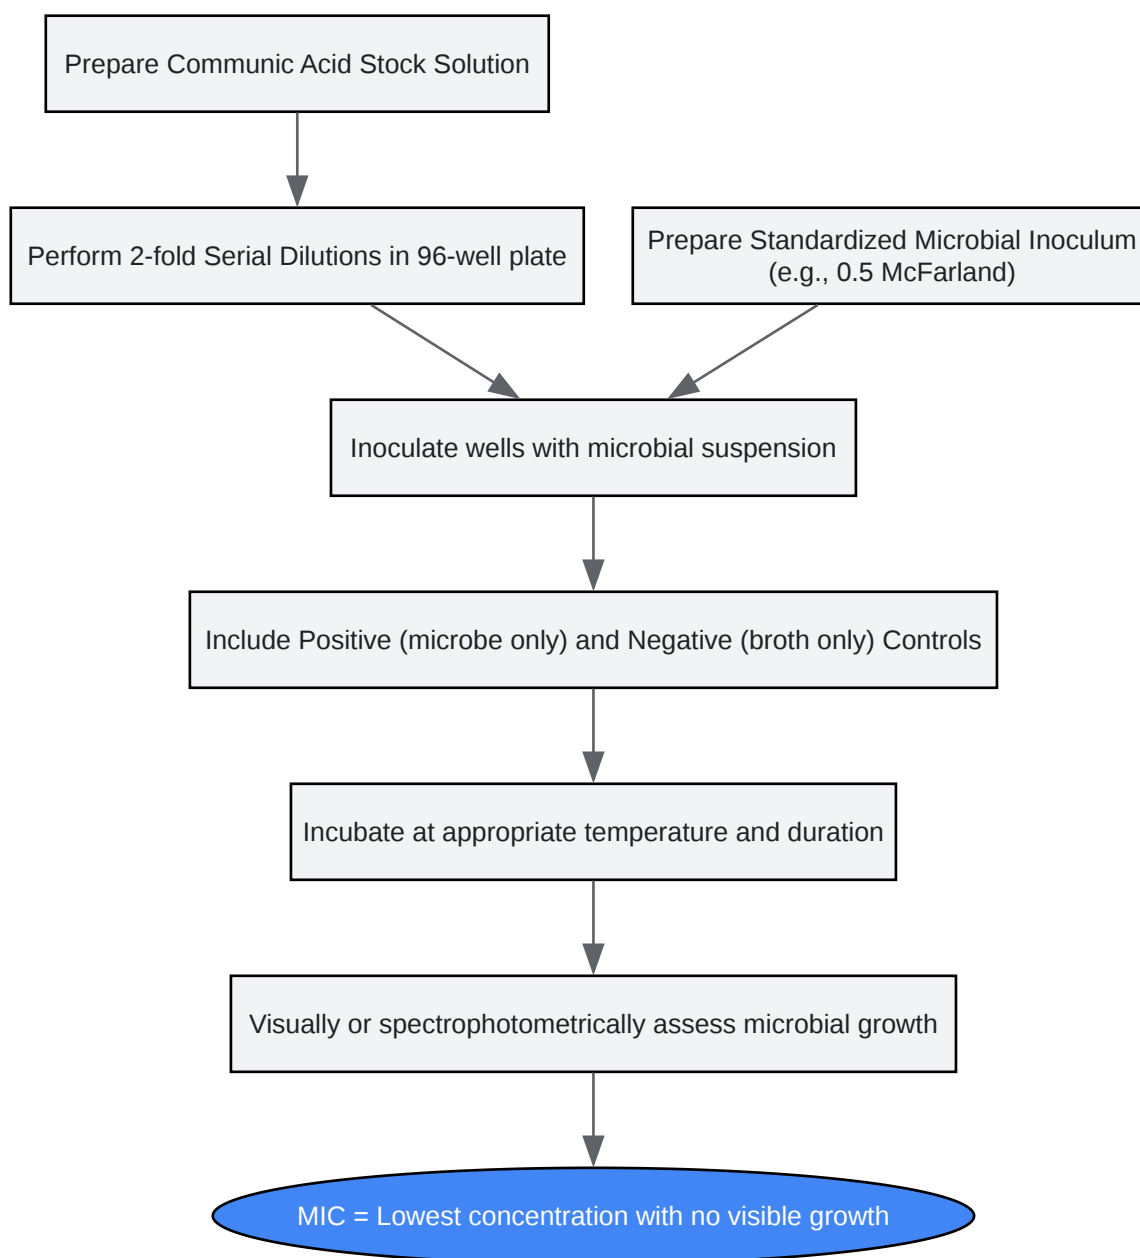 Prepare Communic Acid Stock Solution
Perform 2-fold Serial Dilutions in 96-well plate
Prepare Standardized Microbial Inoculum
(e.g., 0.5 McFarland)
Inoculate wells with microbial suspension
Include Positive (microbe only) and Negative (broth only) Controls
Incubate at appropriate temperature and duration
Visually or spectrophotometrically assess microbial growth
MIC = Lowest concentration with no visible growth